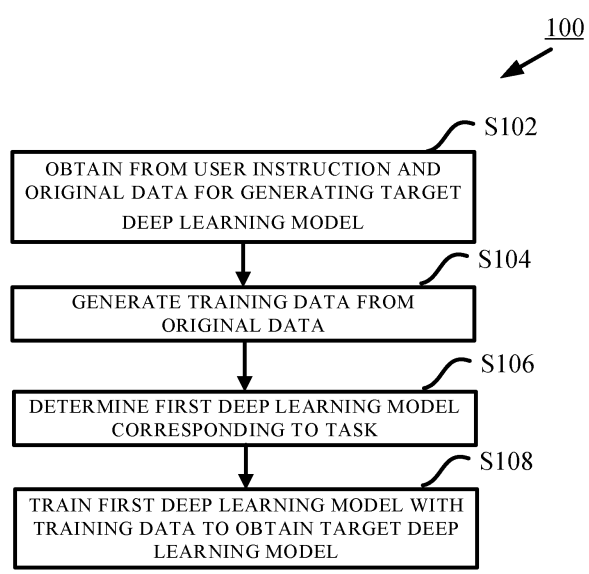 100
S102
OBTAIN FROM USER INSTRUCTION AND
ORIGINAL DATA FOR GENERATING TARGET
DEEP LEARNING MODEL
S104
GENERATE TRAINING DATA FROM
ORIGINAL DATA
S106
DETERMINE FIRST DEEP LEARNING MODEL
CORRESPONDING TO TASK
S108
TRAIN FIRST DEEP LEARNING MODEL WITH
TRAINING DATA TO OBTAIN TARGET DEEP
LEARNING MODEL